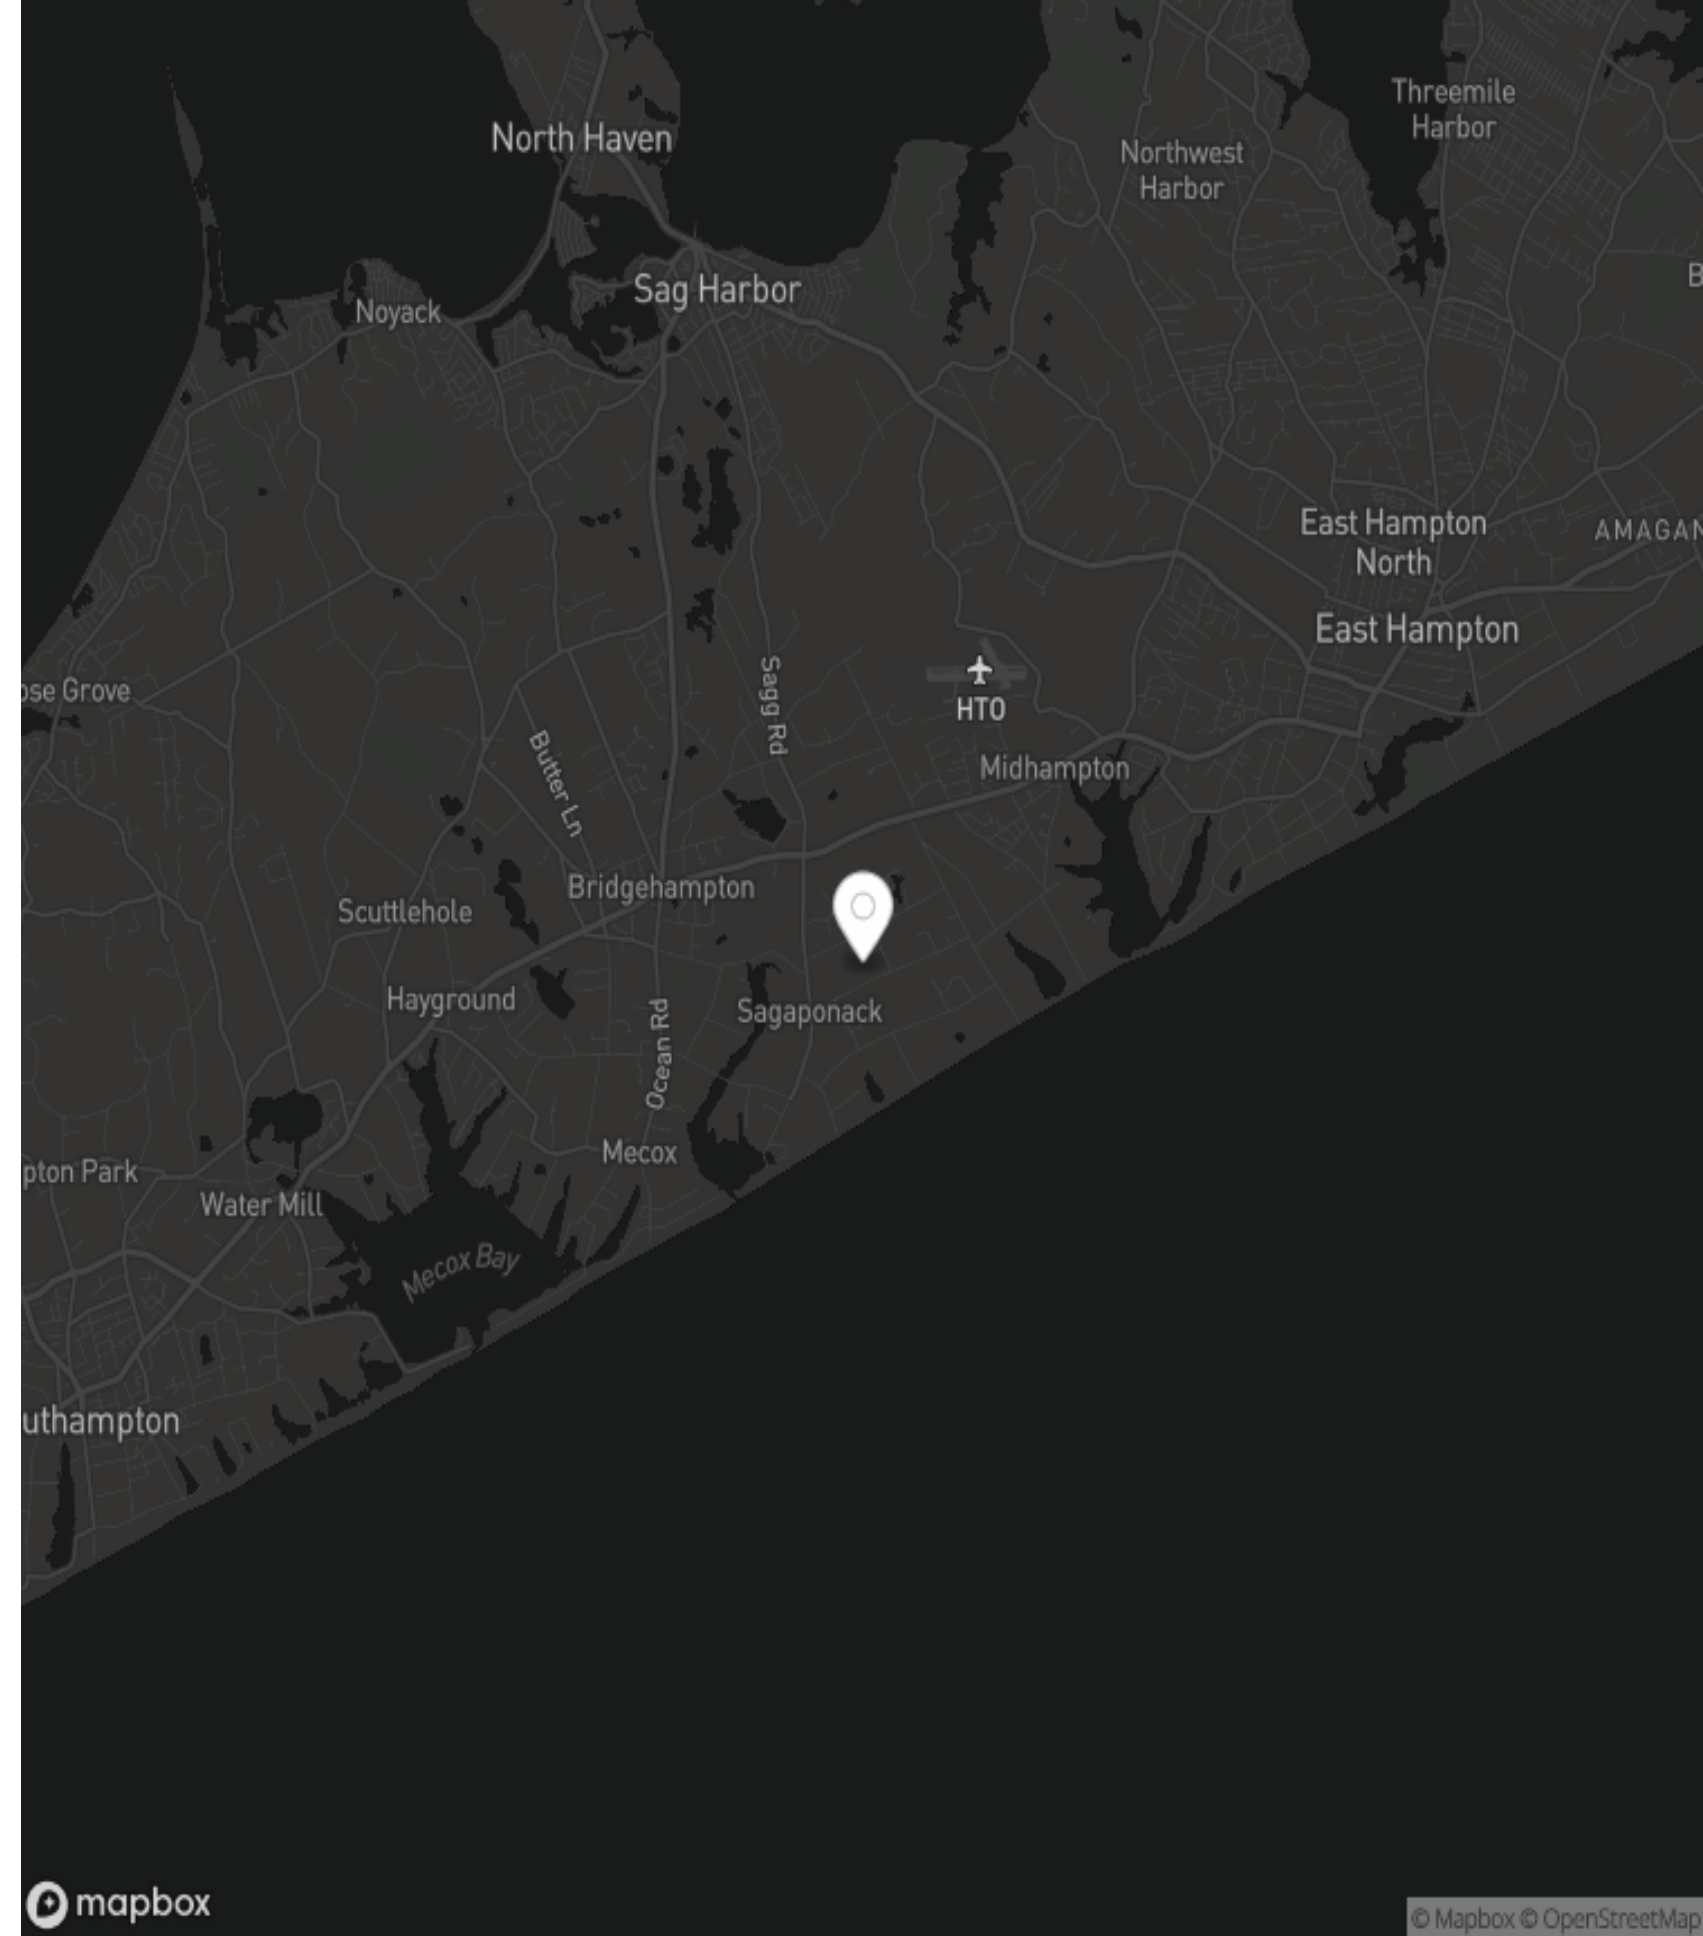 Threemile
Harbor
North Haven
Northwest
Harbor
B
Sag Harbor
Noyack
East Hampton
North
AMAGAN
East Hampton
Sagg Rd
ose Grove
HTO
Butter Ln
Midhampton
Bridgehampton
Scuttlehole
Hayground
Sagaponack
Ocean Rd
Mecox
pton Park
Water Mill
Mecox Bay
uthampton
mapbox
© Mapbox © OpenStreetMap